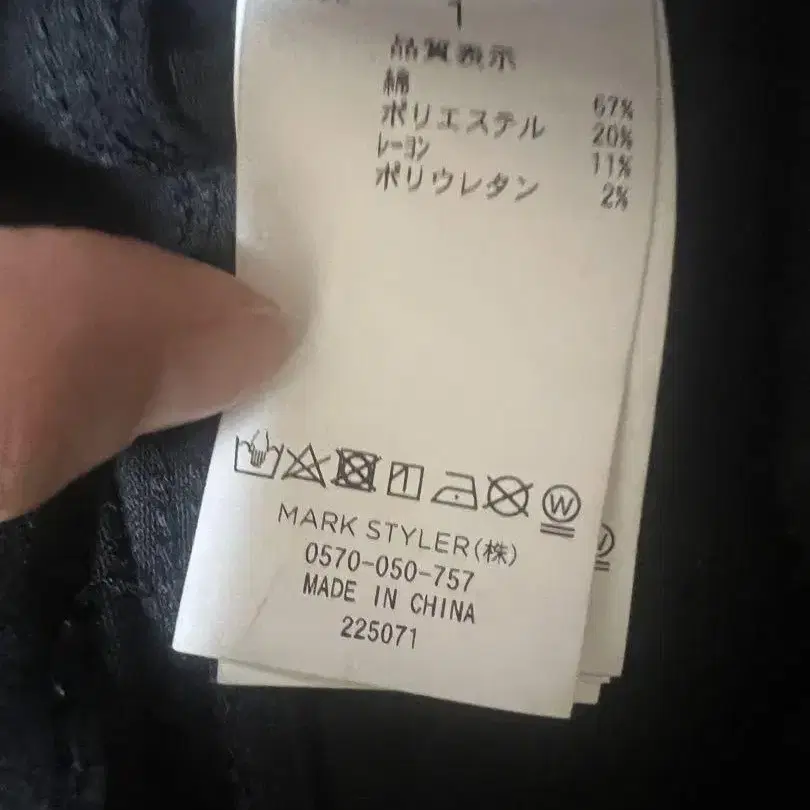 1
品質表示
綿 67%
ポリエステル 20%
レーヨン 11%
ポリウレタン 2%
W
MARK STYLER(株)
0570-050-757
MADE IN CHINA
225071